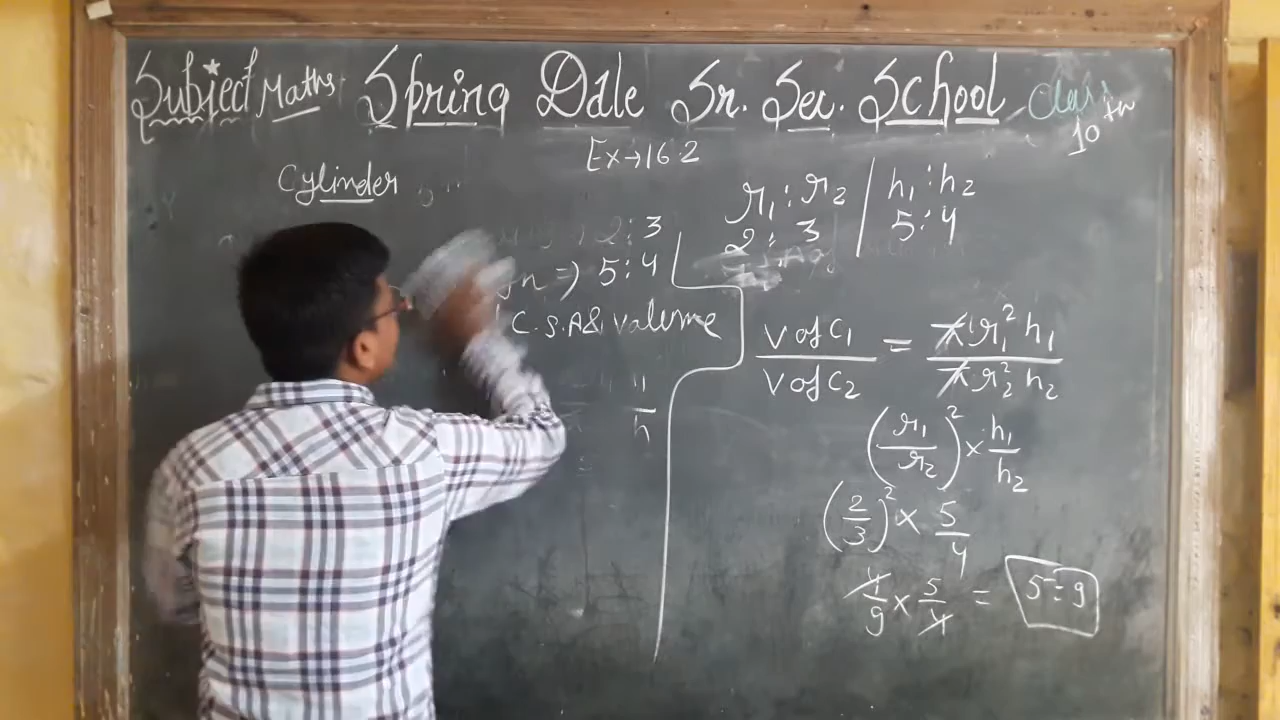 Subject Maths Spring Dale Sr. Sec. School Class 10th
Ex→16.2
Cylinder
2:3
⇒ 5:4
C.S.A & valume
h
r₁ : r₂ | h₁ : h₂
2 : 3 | 5 : 4
V of C₁ / V of C₂ = πr₁²h₁ / πr₂²h₂
(r₁/r₂)² × h₁/h₂
(2/3)² × 5/4
4/9 × 5/4 = 5:9